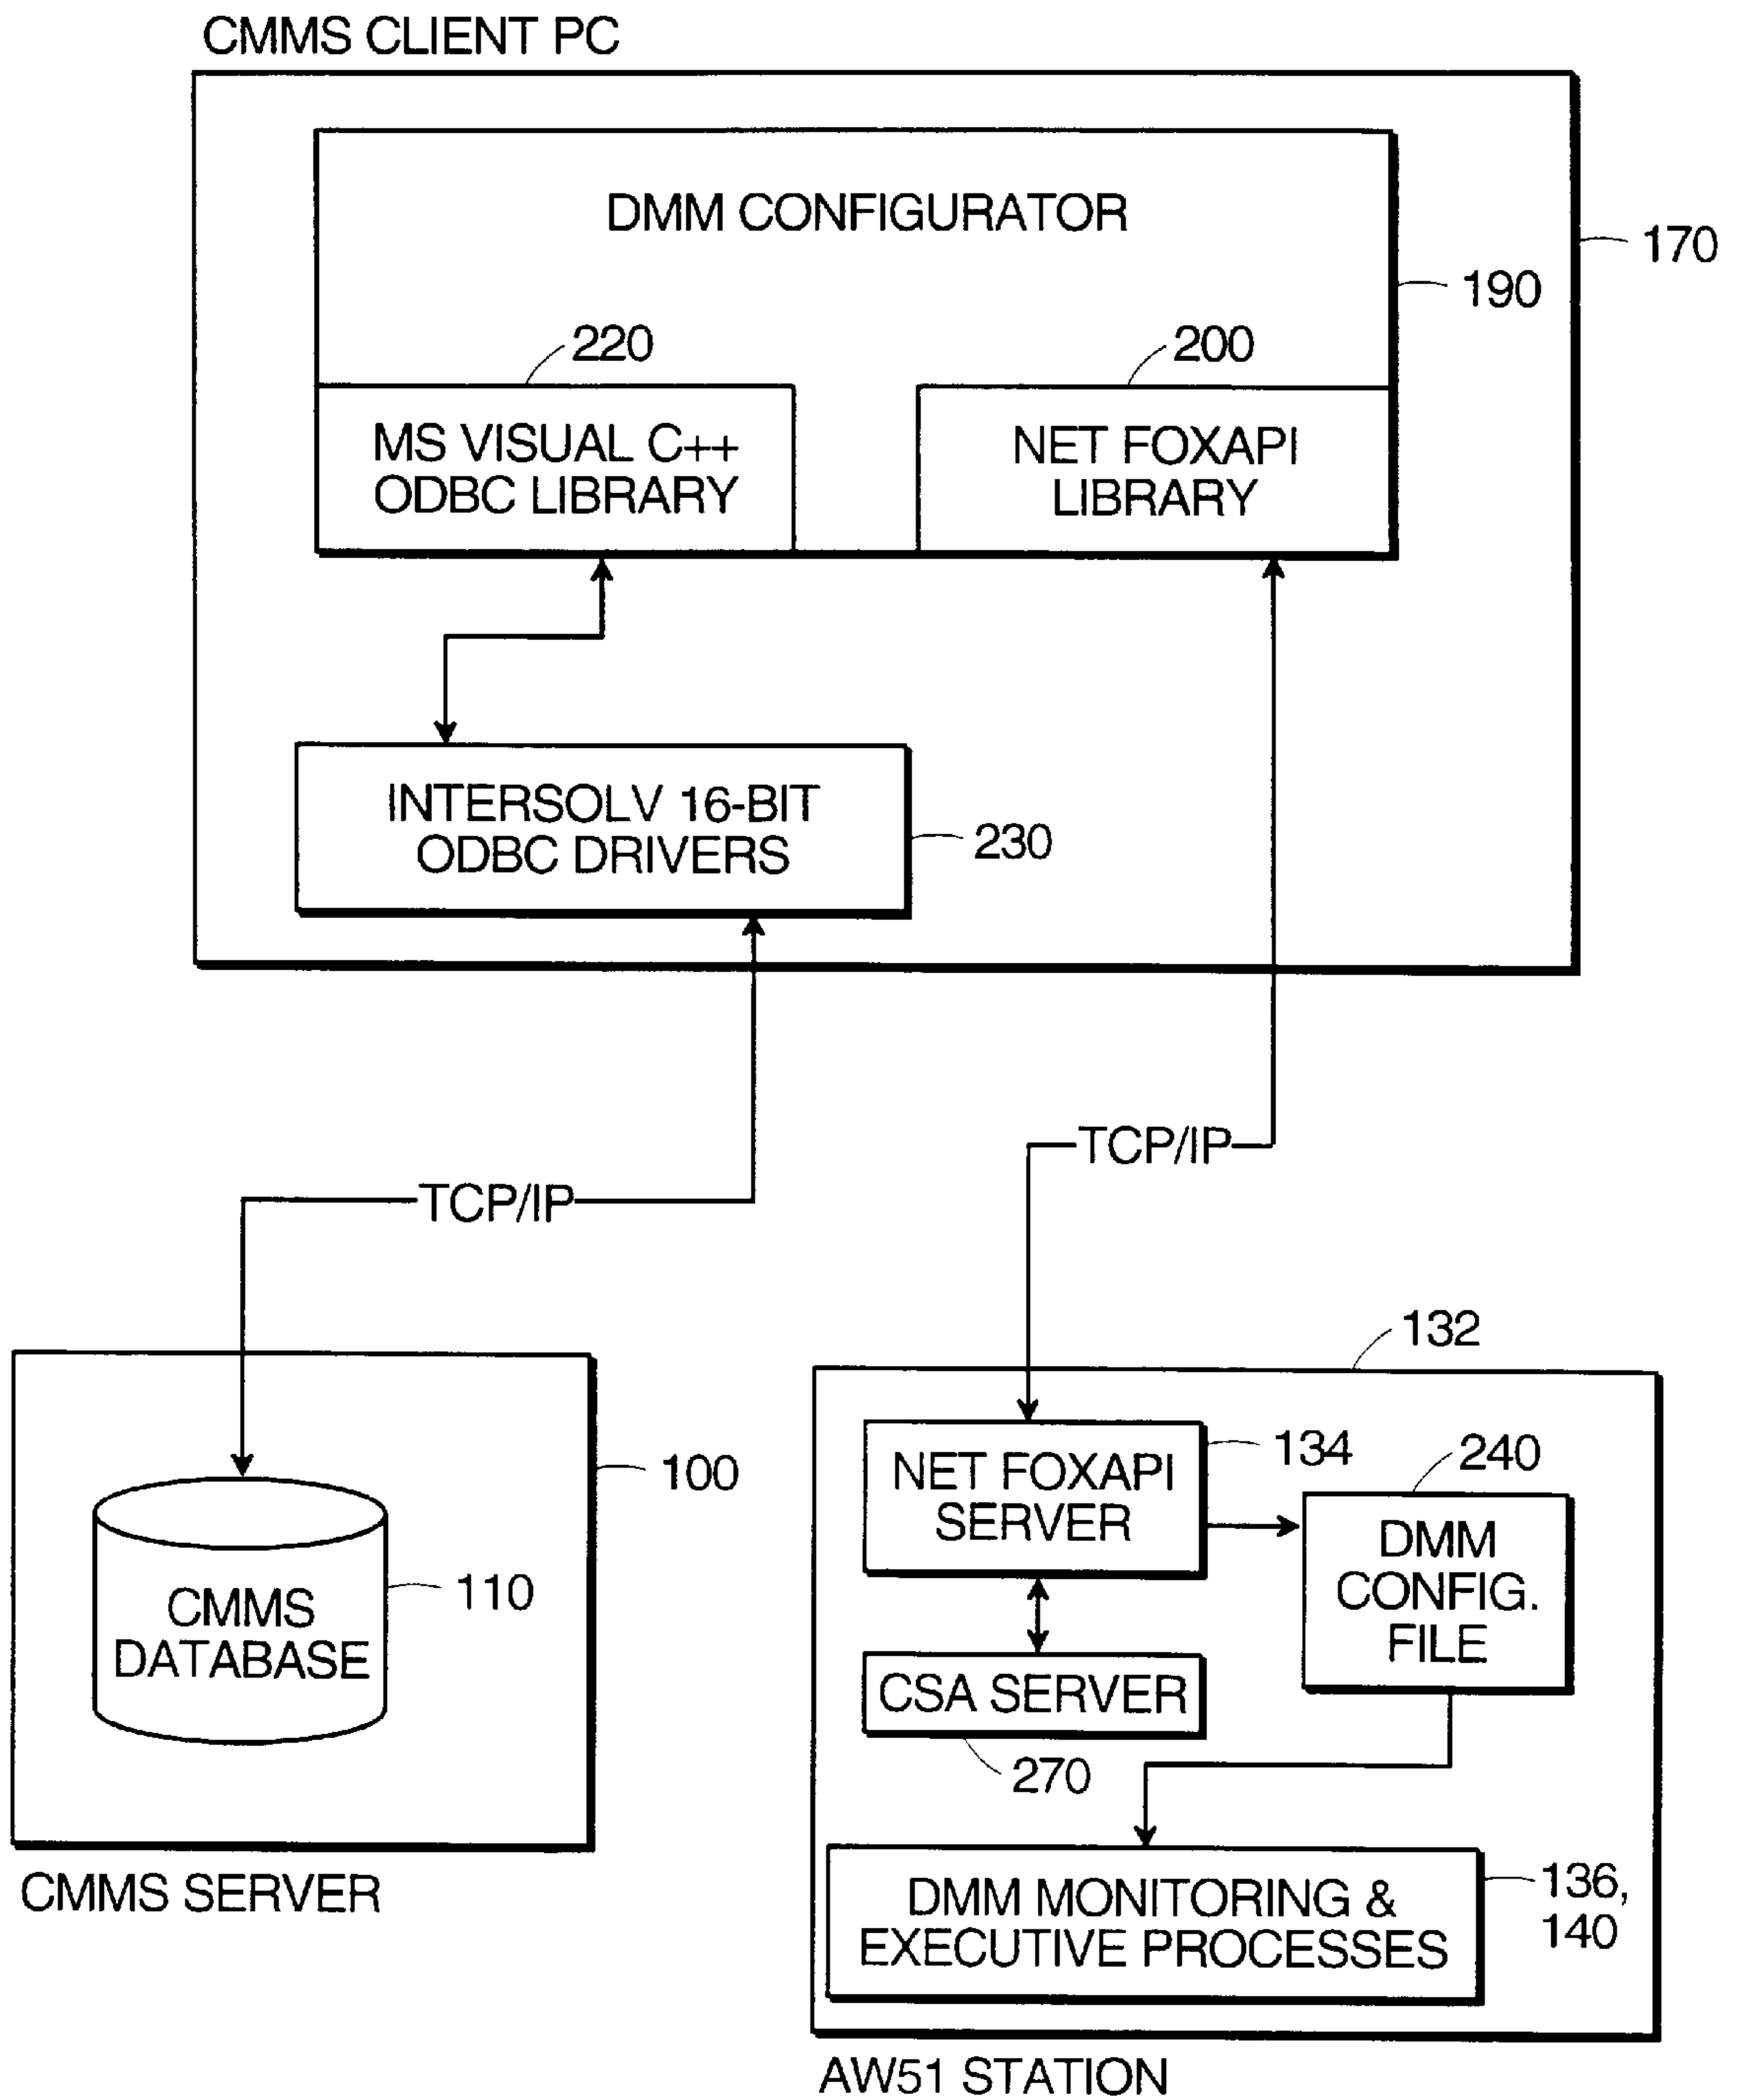 CMMS CLIENT PC
DMM CONFIGURATOR
170
190
220
200
MS VISUAL C++
ODBC LIBRARY
NET FOXAPI
LIBRARY
INTERSOLV 16-BIT
ODBC DRIVERS
230
TCP/IP
TCP/IP
132
NET FOXAPI
SERVER
134
240
100
DMM
CONFIG.
FILE
CMMS
DATABASE
110
CSA SERVER
270
CMMS SERVER
DMM MONITORING &
EXECUTIVE PROCESSES
136,
140
AW51 STATION